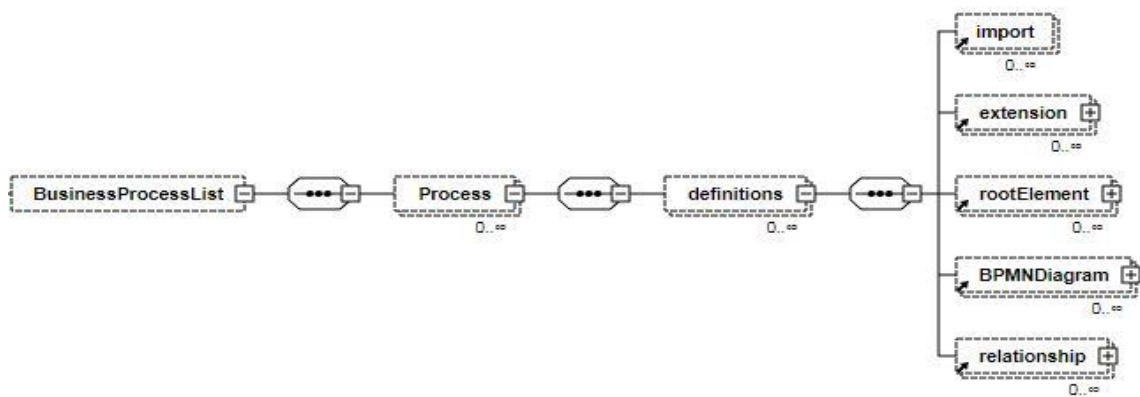 import
0..∞
extension
0..∞
BusinessProcessList
Process
0..∞
definitions
0..∞
rootElement
0..∞
BPMNDiagram
0..∞
relationship
0..∞